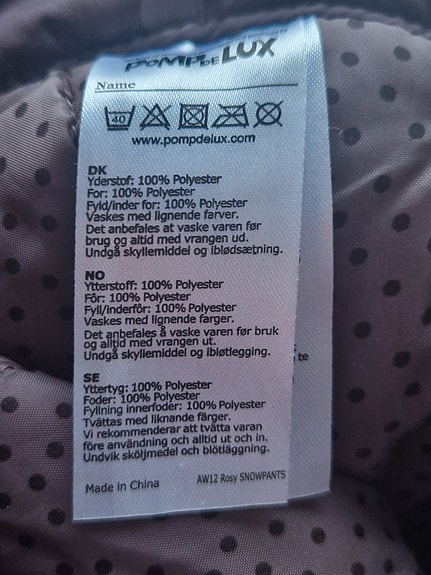 POMPDELUX
Name
40
www.pompdelux.com
DK
Yderstof: 100% Polyester
For: 100% Polyester
Fyld/inder for: 100% Polyester
Vaskes med lignende farver.
Det anbefales at vaske varen før
brug og altid med vrangen ud.
Undgå skyllemiddel og iblødsætning.
NO
Ytterstoff: 100% Polyester
Fôr: 100% Polyester
Fyll/inderfôr: 100% Polyester
Vaskes med lignende farger.
Det anbefales å vaske varen før bruk
og alltid med vrangen ut.
Undgå skyllemiddel og ibløtlegging.
te
SE
Yttertyg: 100% Polyester
Foder: 100% Polyester
Fyllning innerfoder: 100% Polyester
Tvättas med liknande färger.
Vi rekommenderar att tvätta varan
före användning och alltid ut och in.
Undvik sköljmedel och blötläggning.
Made in China
AW12 Rosy SNOWPANTS